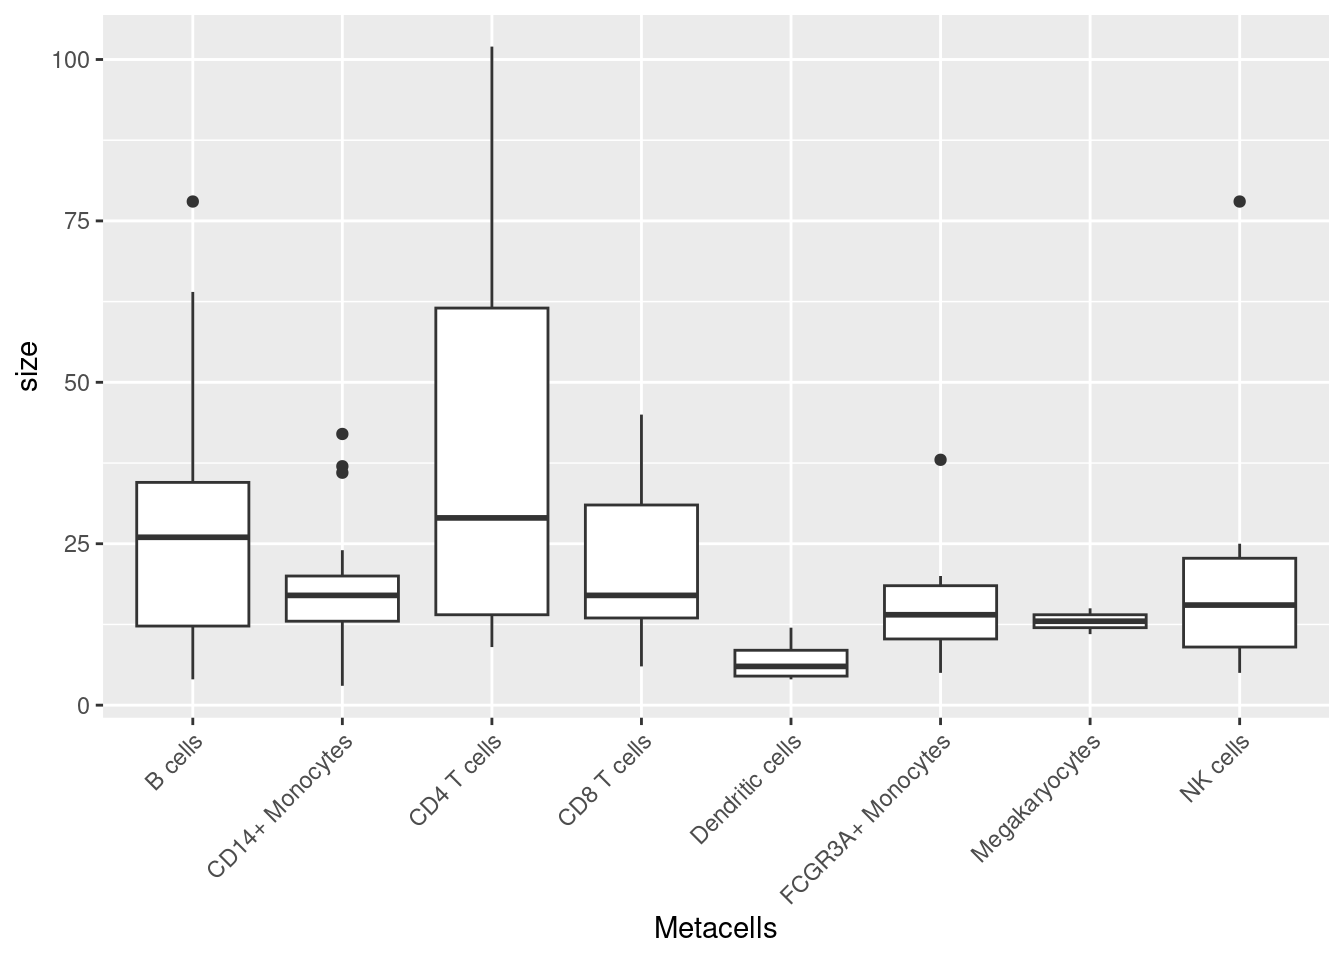 100
75
50
25
0
size
B cells
CD14+ Monocytes
CD4 T cells
CD8 T cells
Dendritic cells
FCGR3A+ Monocytes
Megakaryocytes
NK cells
Metacells